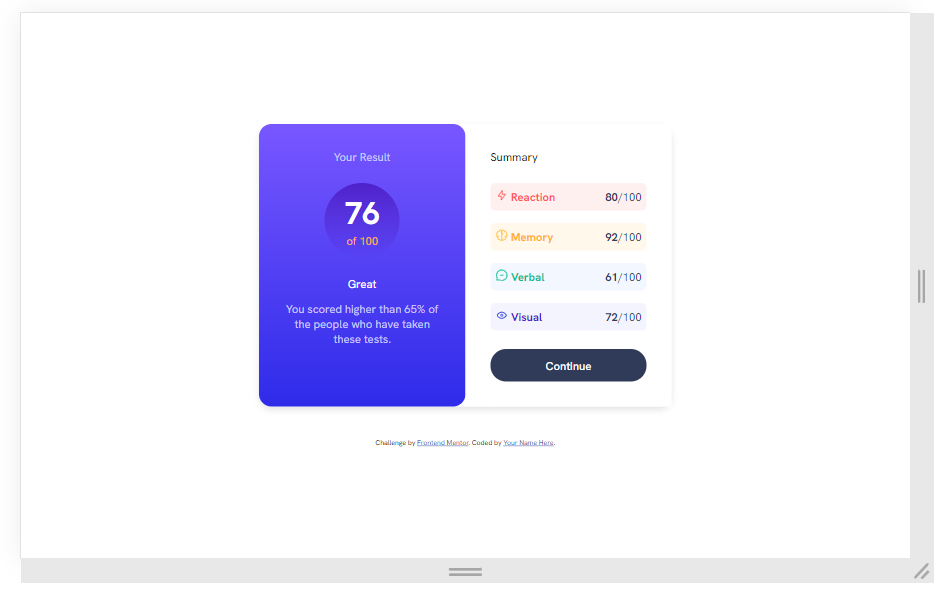 Your Result
76
of 100
Great
You scored higher than 65% of
the people who have taken
these tests.
Summary
Reaction 80/100
Memory 92/100
Verbal 61/100
Visual 72/100
Continue
Challenge by Frontend Mentor. Coded by Your Name Here.